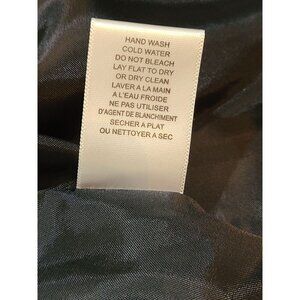 HAND WASH
COLD WATER
DO NOT BLEACH
LAY FLAT TO DRY
OR DRY CLEAN
LAVER A LA MAIN
A L'EAU FROIDE
NE PAS UTILISER
D'AGENT DE BLANCHIMENT
SECHER A PLAT
OU NETTOYER A SEC